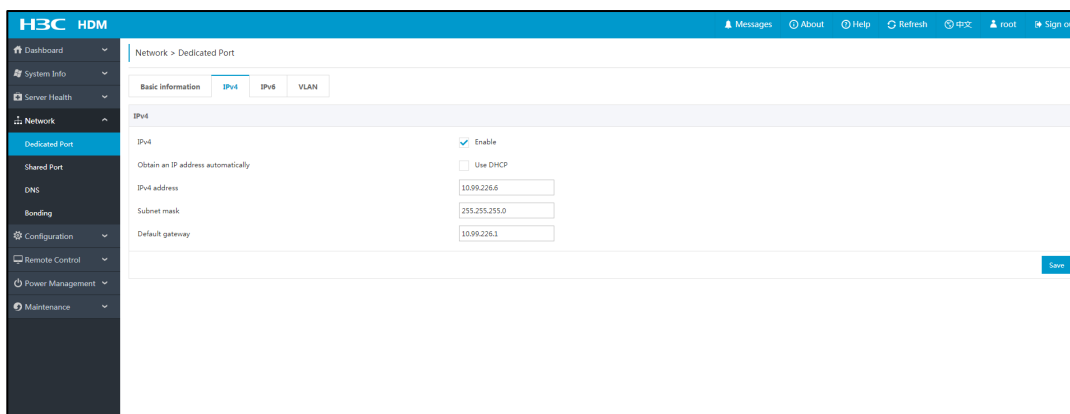 H3C HDM
Messages About Help Refresh 中文 root Sign ou
Dashboard
System Info
Server Health
Network
Dedicated Port
Shared Port
DNS
Bonding
Configuration
Remote Control
Power Management
Maintenance
Network > Dedicated Port
Basic information IPv4 IPv6 VLAN
IPv4
IPv4 Enable
Obtain an IP address automatically Use DHCP
IPv4 address 10.99.226.6
Subnet mask 255.255.255.0
Default gateway 10.99.226.1
Save